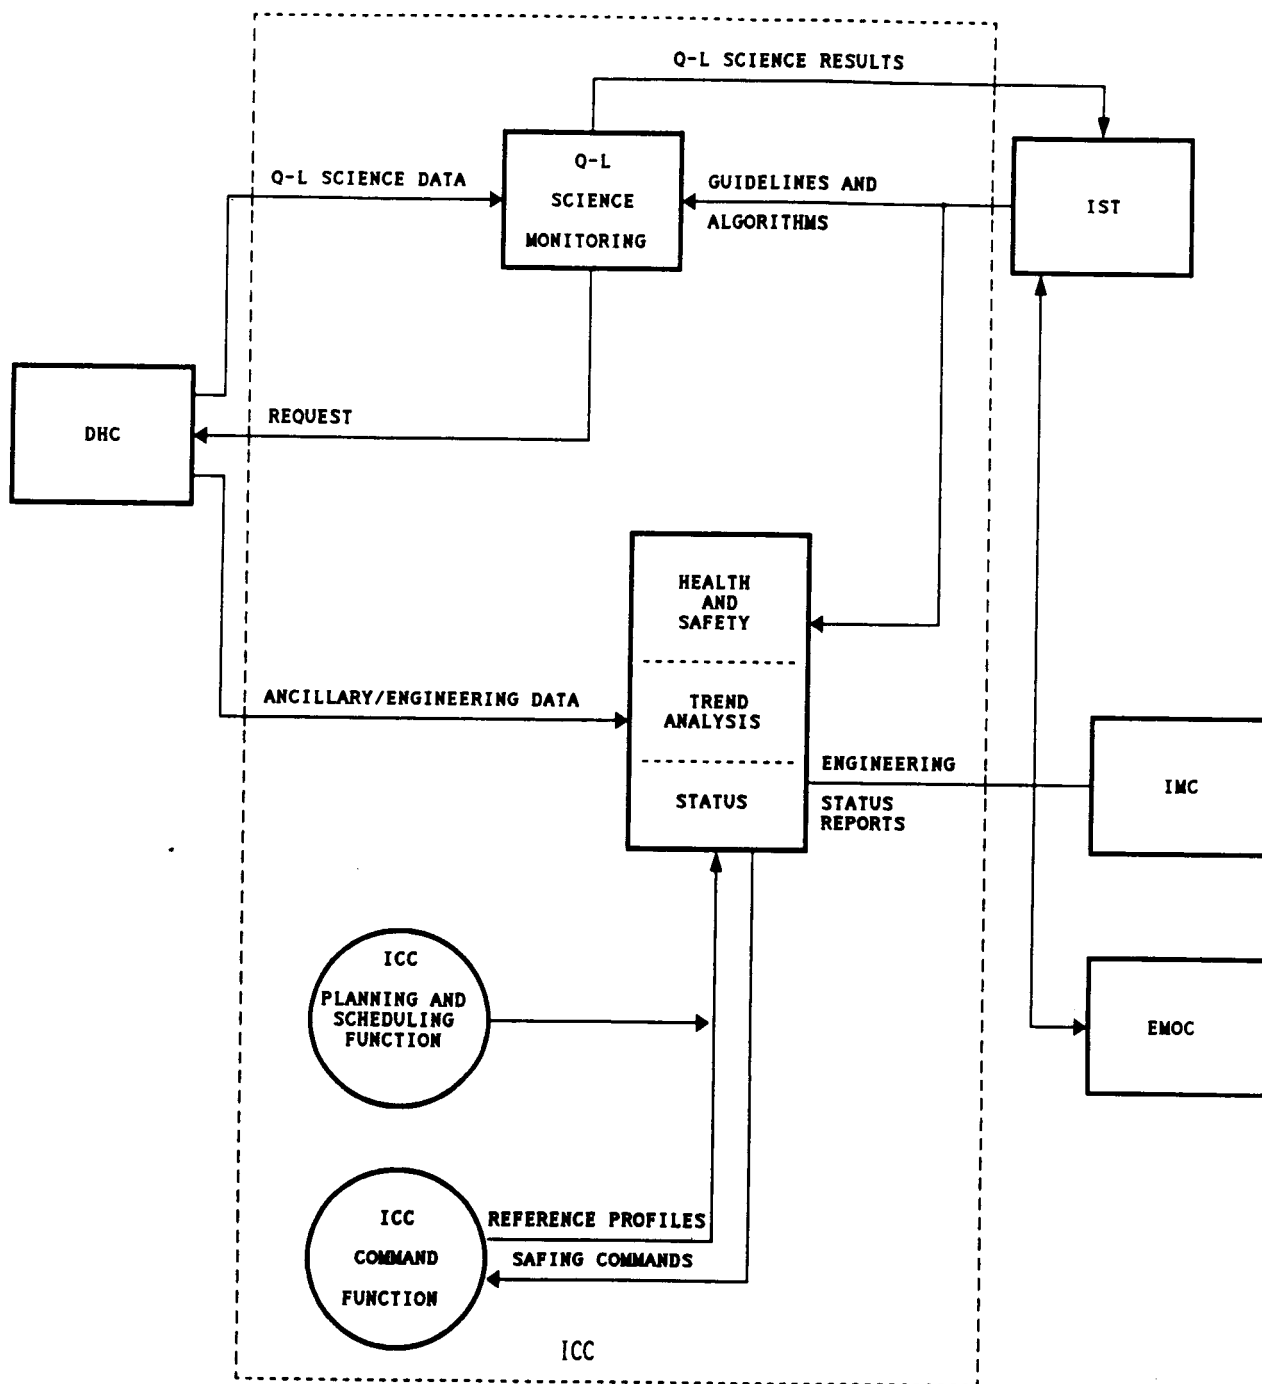 Q-L SCIENCE RESULTS
Q-L
SCIENCE
MONITORING
Q-L SCIENCE DATA
GUIDELINES AND
ALGORITHMS
IST
DHC
REQUEST
HEALTH
AND
SAFETY
TREND
ANALYSIS
STATUS
ANCILLARY/ENGINEERING DATA
ENGINEERING
STATUS
REPORTS
IMC
ICC
PLANNING AND
SCHEDULING
FUNCTION
EMOC
ICC
COMMAND
FUNCTION
REFERENCE PROFILES
SAFING COMMANDS
ICC